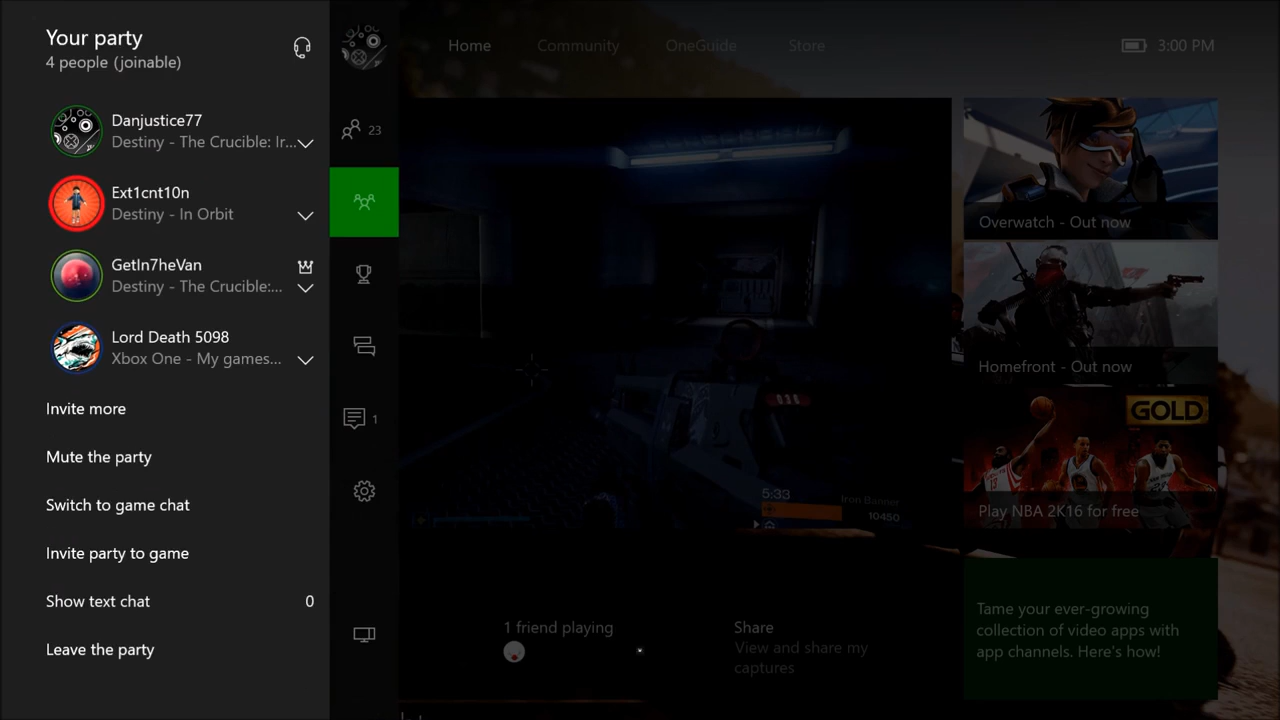 Your party
4 people (joinable)
Danjustice77
Destiny - The Crucible: Ir...
Ext1cnt10n
Destiny - In Orbit
GetIn7heVan
Destiny - The Crucible:...
Lord Death 5098
Xbox One - My games...
Invite more
Mute the party
Switch to game chat
Invite party to game
Show text chat 0
Leave the party
23
1
Home Community OneGuide Store 3:00 PM
5:33
Iron Banner
10450
1 friend playing
Share
View and share my
captures
Overwatch - Out now
Homefront - Out now
GOLD
Play NBA 2K16 for free
Tame your ever-growing
collection of video apps with
app channels. Here's how!